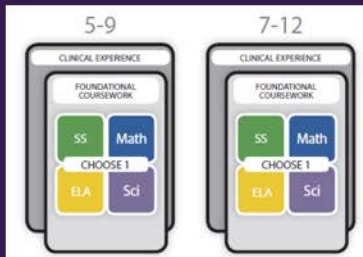 5-9
CLINICAL EXPERIENCE
FOUNDATIONAL
COURSEWORK
SS Math
CHOOSE 1
ELA Sci
7-12
CLINICAL EXPERIENCE
FOUNDATIONAL
COURSEWORK
SS Math
CHOOSE 1
ELA Sci